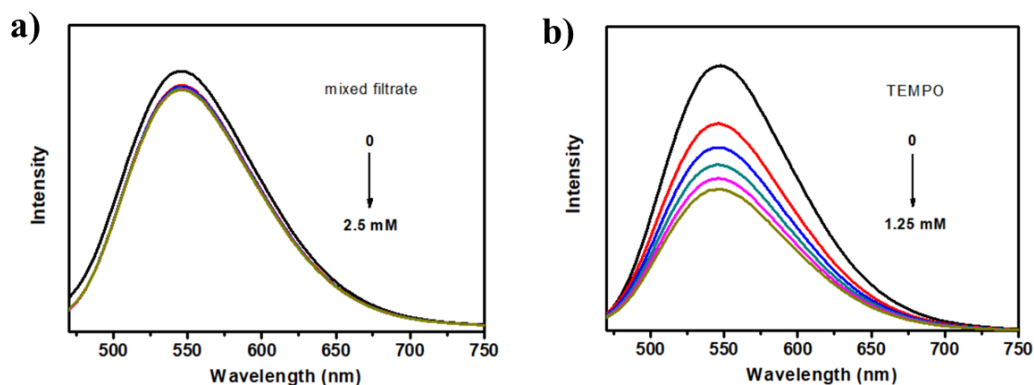 a)
mixed filtrate
0
2.5 mM
Intensity
500 550 600 650 700 750
Wavelength (nm)
b)
TEMPO
0
1.25 mM
Intensity
500 550 600 650 700 750
Wavelength (nm)